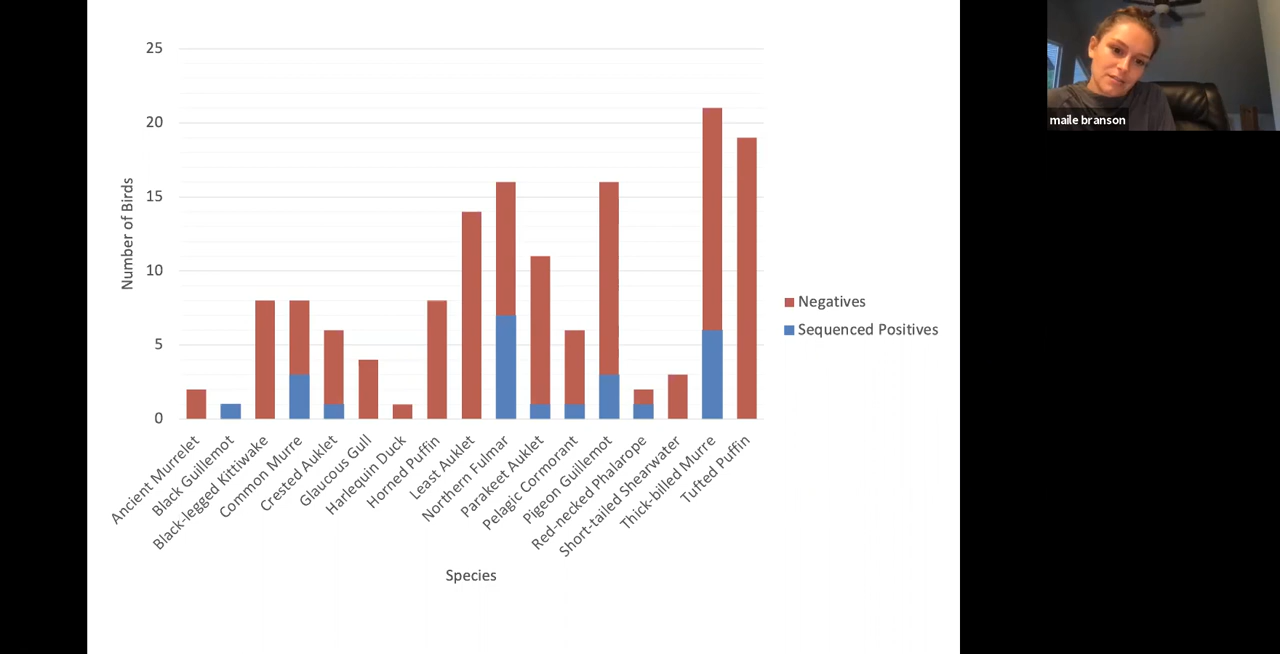 25
20
15
10
5
0
Number of Birds
Ancient Murrelet
Black Guillemot
Black-legged Kittiwake
Common Murre
Crested Auklet
Glaucous Gull
Harlequin Duck
Horned Puffin
Least Auklet
Northern Fulmar
Parakeet Auklet
Pelagic Cormorant
Pigeon Guillemot
Red-necked Phalarope
Short-tailed Shearwater
Thick-billed Murre
Tufted Puffin
Species
Negatives
Sequenced Positives
maile branson